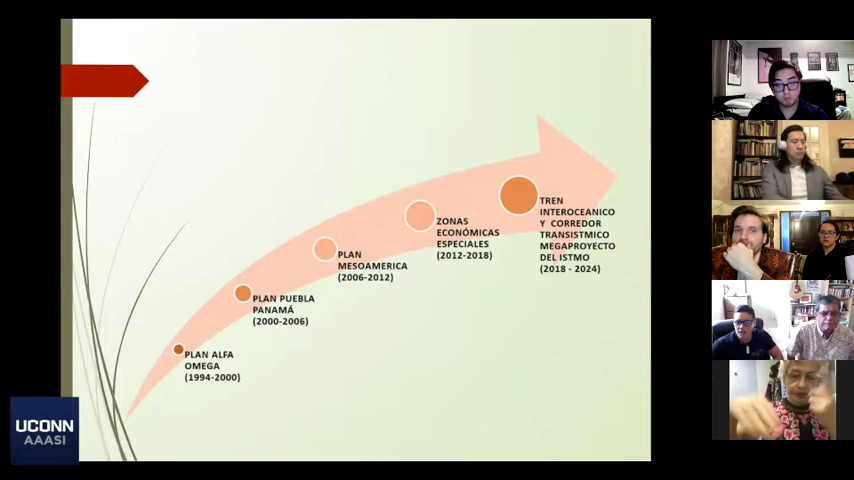 TREN
INTEROCEANICO
Y CORREDOR
TRANSISTMICO
MEGAPROYECTO
DEL ISTMO
(2018 - 2024)
ZONAS
ECONÓMICAS
ESPECIALES
(2012-2018)
PLAN
MESOAMERICA
(2006-2012)
PLAN PUEBLA
PANAMÁ
(2000-2006)
PLAN ALFA
OMEGA
(1994-2000)
UCONN
AAASI